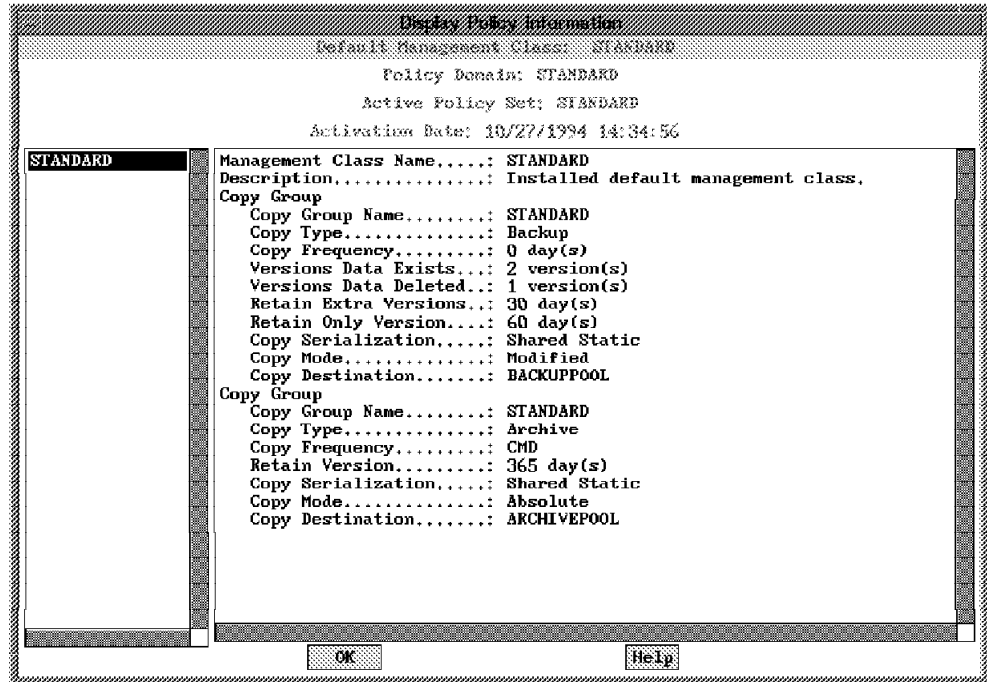 Display Policy Information
Default Management Class: STANDARD
Policy Domain: STANDARD
Active Policy Set: STANDARD
Activation Date: 10/27/1994 14:34:56
STANDARD
Management Class Name.....: STANDARD
Description...............: Installed default management class.
Copy Group
Copy Group Name........: STANDARD
Copy Type..............: Backup
Copy Frequency.........: 0 day(s)
Versions Data Exists...: 2 version(s)
Versions Data Deleted..: 1 version(s)
Retain Extra Versions..: 30 day(s)
Retain Only Version....: 60 day(s)
Copy Serialization.....: Shared Static
Copy Mode..............: Modified
Copy Destination.......: BACKUPPOOL
Copy Group
Copy Group Name........: STANDARD
Copy Type..............: Archive
Copy Frequency.........: CMD
Retain Version.........: 365 day(s)
Copy Serialization.....: Shared Static
Copy Mode..............: Absolute
Copy Destination.......: ARCHIVEPOOL
OK
Help